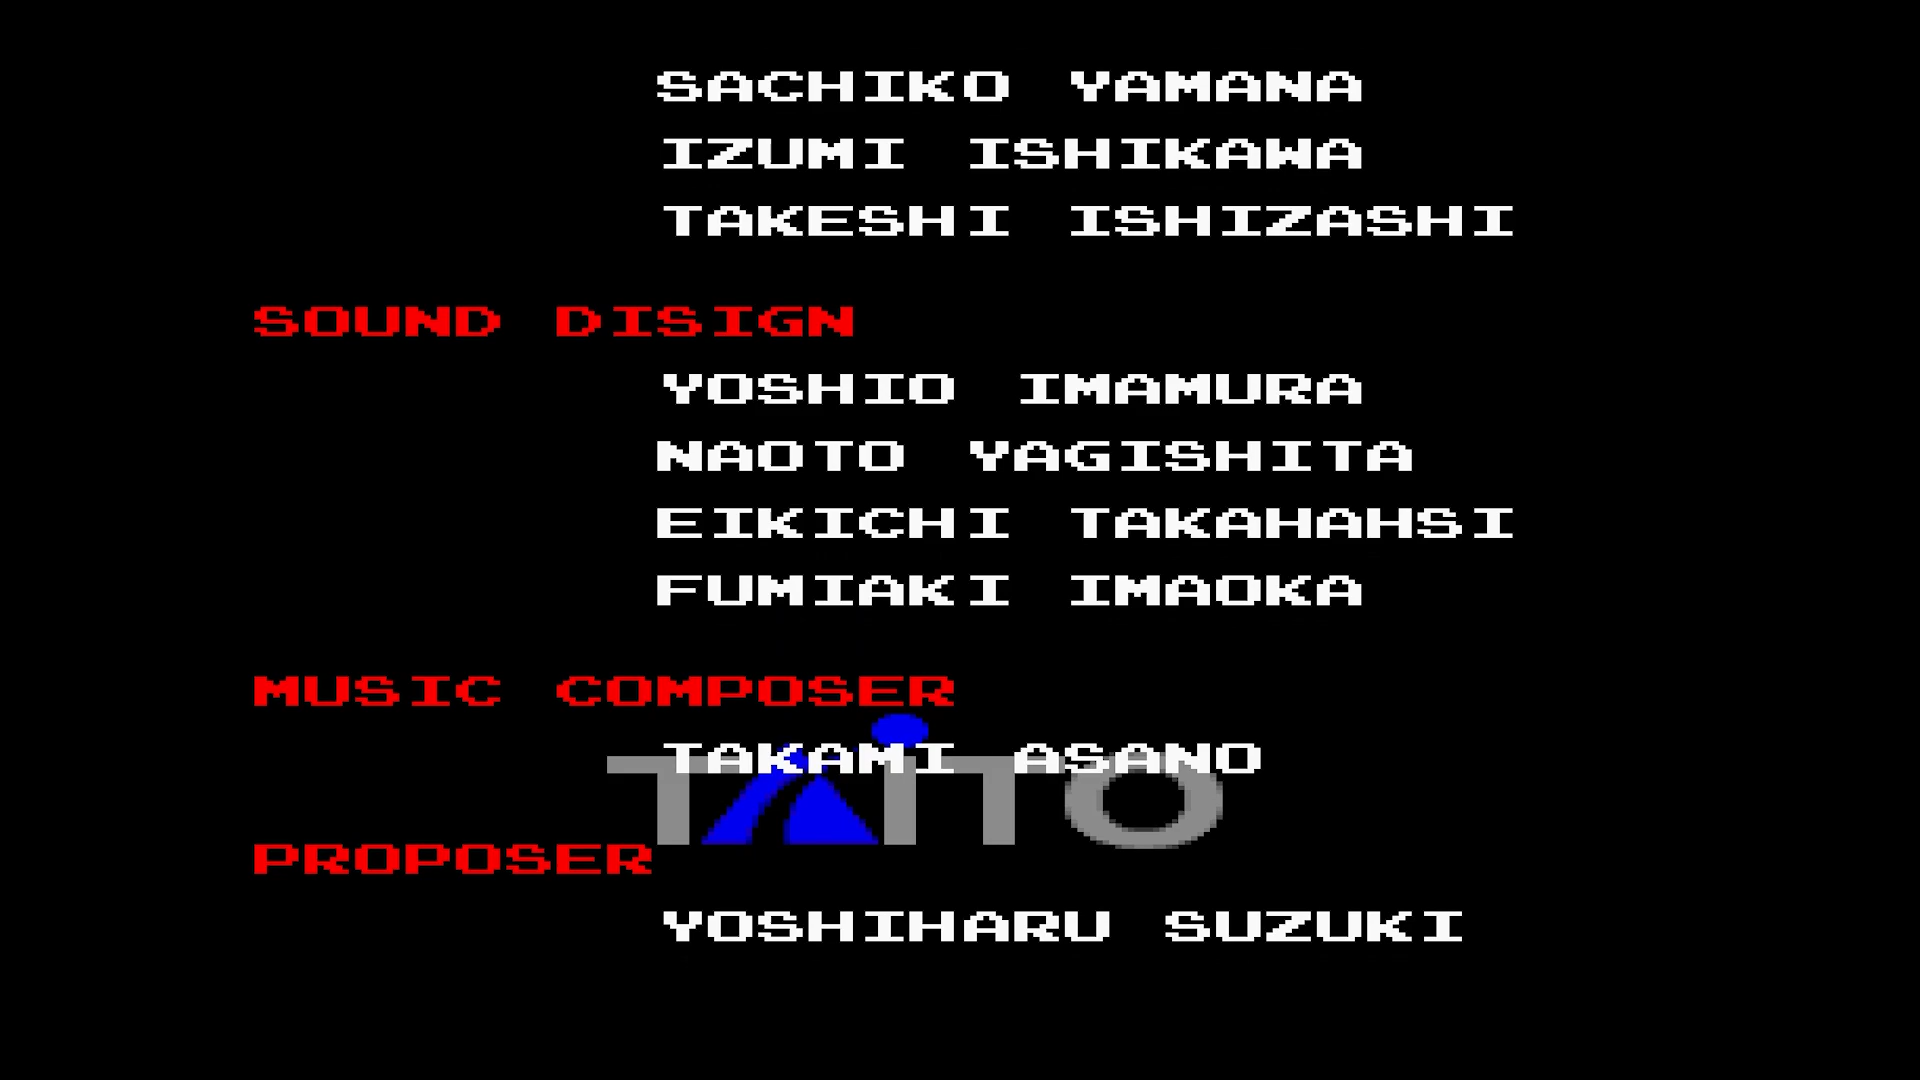 SACHIKO YAMANA
IZUMI ISHIKAWA
TAKESHI ISHIZASHI
SOUND DISIGN
YOSHIO IMAMURA
NAOTO YAGISHITA
EIKICHI TAKAHAHSI
FUMIAKI IMAOKA
MUSIC COMPOSER
TAKAMI ASANO
TAITO
PROPOSER
YOSHIHARU SUZUKI